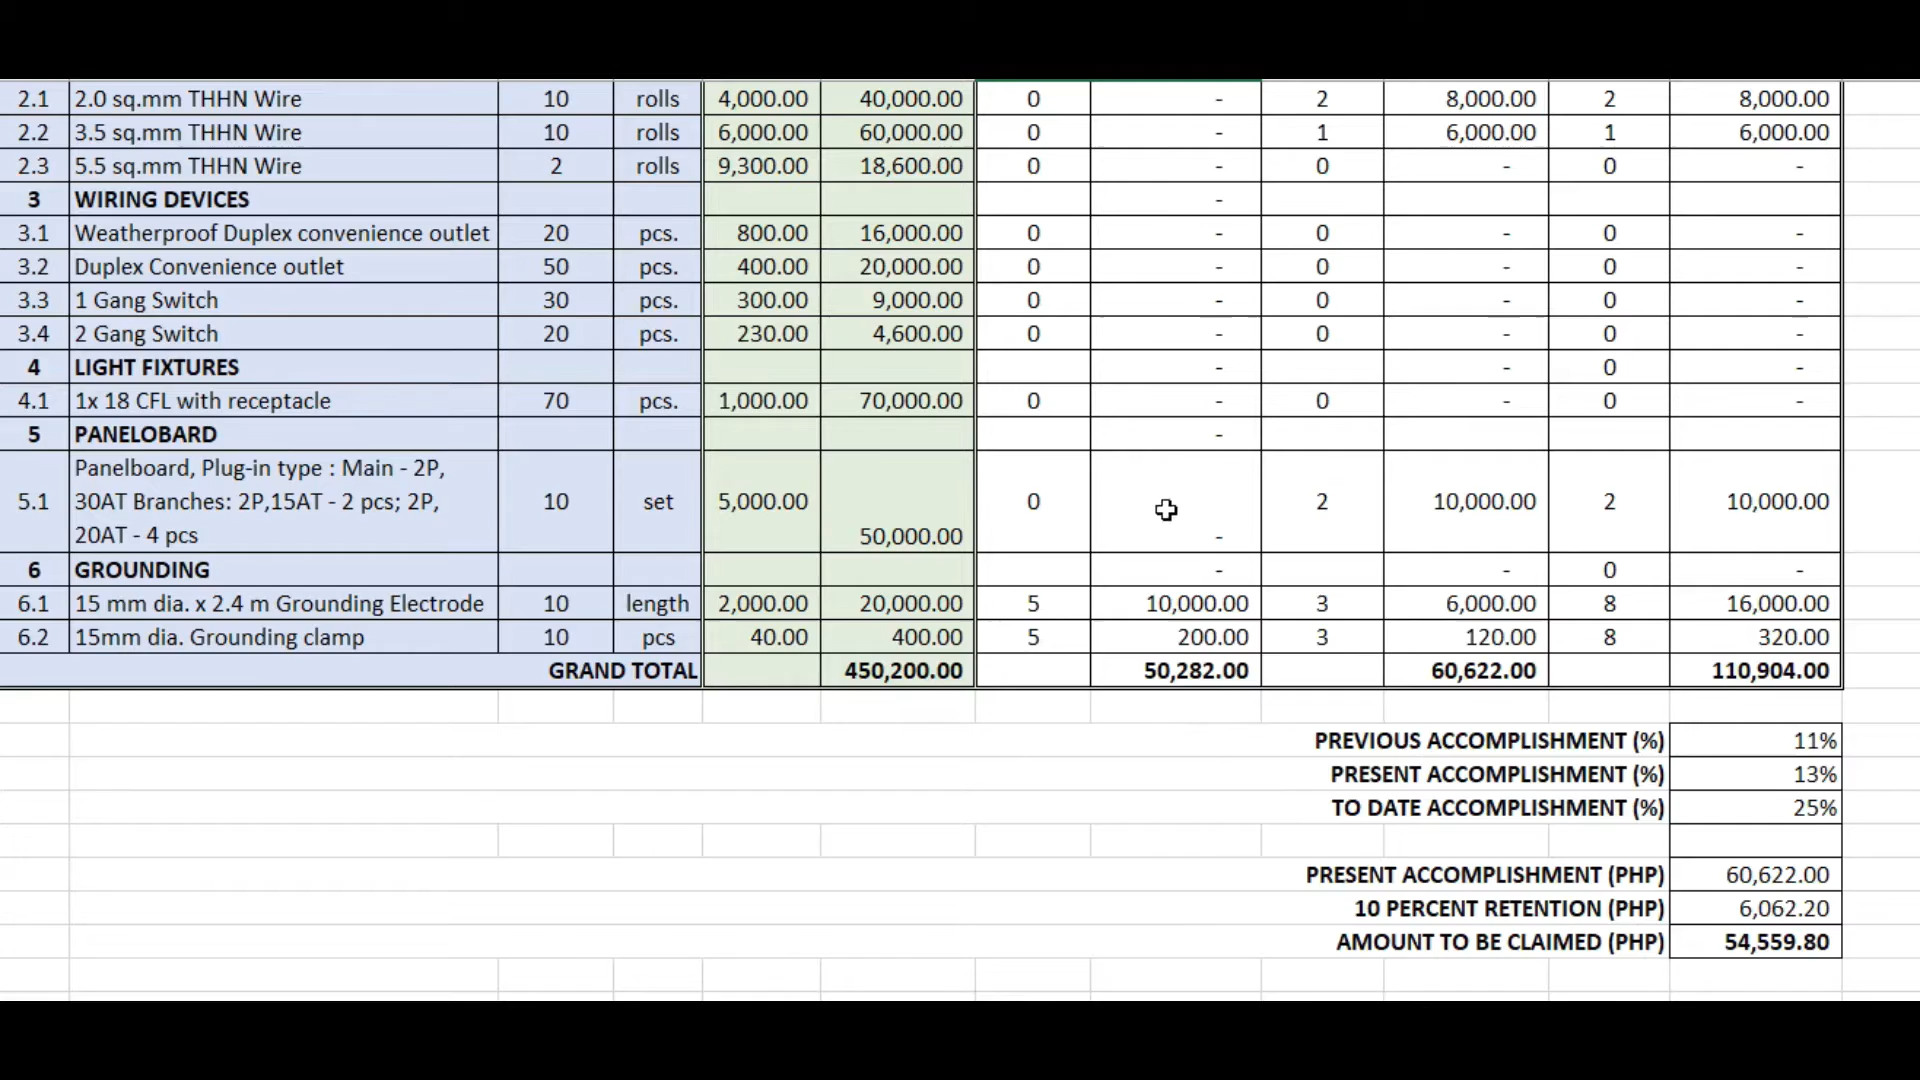 2.1 2.0 sq.mm THHN Wire 10 rolls 4,000.00 40,000.00 0 - 2 8,000.00 2 8,000.00
2.2 3.5 sq.mm THHN Wire 10 rolls 6,000.00 60,000.00 0 - 1 6,000.00 1 6,000.00
2.3 5.5 sq.mm THHN Wire 2 rolls 9,300.00 18,600.00 0 - 0 - 0 -
3 WIRING DEVICES -
3.1 Weatherproof Duplex convenience outlet 20 pcs. 800.00 16,000.00 0 - 0 - 0 -
3.2 Duplex Convenience outlet 50 pcs. 400.00 20,000.00 0 - 0 - 0 -
3.3 1 Gang Switch 30 pcs. 300.00 9,000.00 0 - 0 - 0 -
3.4 2 Gang Switch 20 pcs. 230.00 4,600.00 0 - 0 - 0 -
4 LIGHT FIXTURES - - 0 -
4.1 1x 18 CFL with receptacle 70 pcs. 1,000.00 70,000.00 0 - 0 - 0 -
5 PANELOBARD -
Panelboard, Plug-in type : Main - 2P,
5.1 30AT Branches: 2P,15AT - 2 pcs; 2P, 10 set 5,000.00 0 2 10,000.00 2 10,000.00
20AT - 4 pcs 50,000.00 -
6 GROUNDING - - 0 -
6.1 15 mm dia. x 2.4 m Grounding Electrode 10 length 2,000.00 20,000.00 5 10,000.00 3 6,000.00 8 16,000.00
6.2 15mm dia. Grounding clamp 10 pcs 40.00 400.00 5 200.00 3 120.00 8 320.00
GRAND TOTAL 450,200.00 50,282.00 60,622.00 110,904.00
PREVIOUS ACCOMPLISHMENT (%) 11%
PRESENT ACCOMPLISHMENT (%) 13%
TO DATE ACCOMPLISHMENT (%) 25%
PRESENT ACCOMPLISHMENT (PHP) 60,622.00
10 PERCENT RETENTION (PHP) 6,062.20
AMOUNT TO BE CLAIMED (PHP) 54,559.80